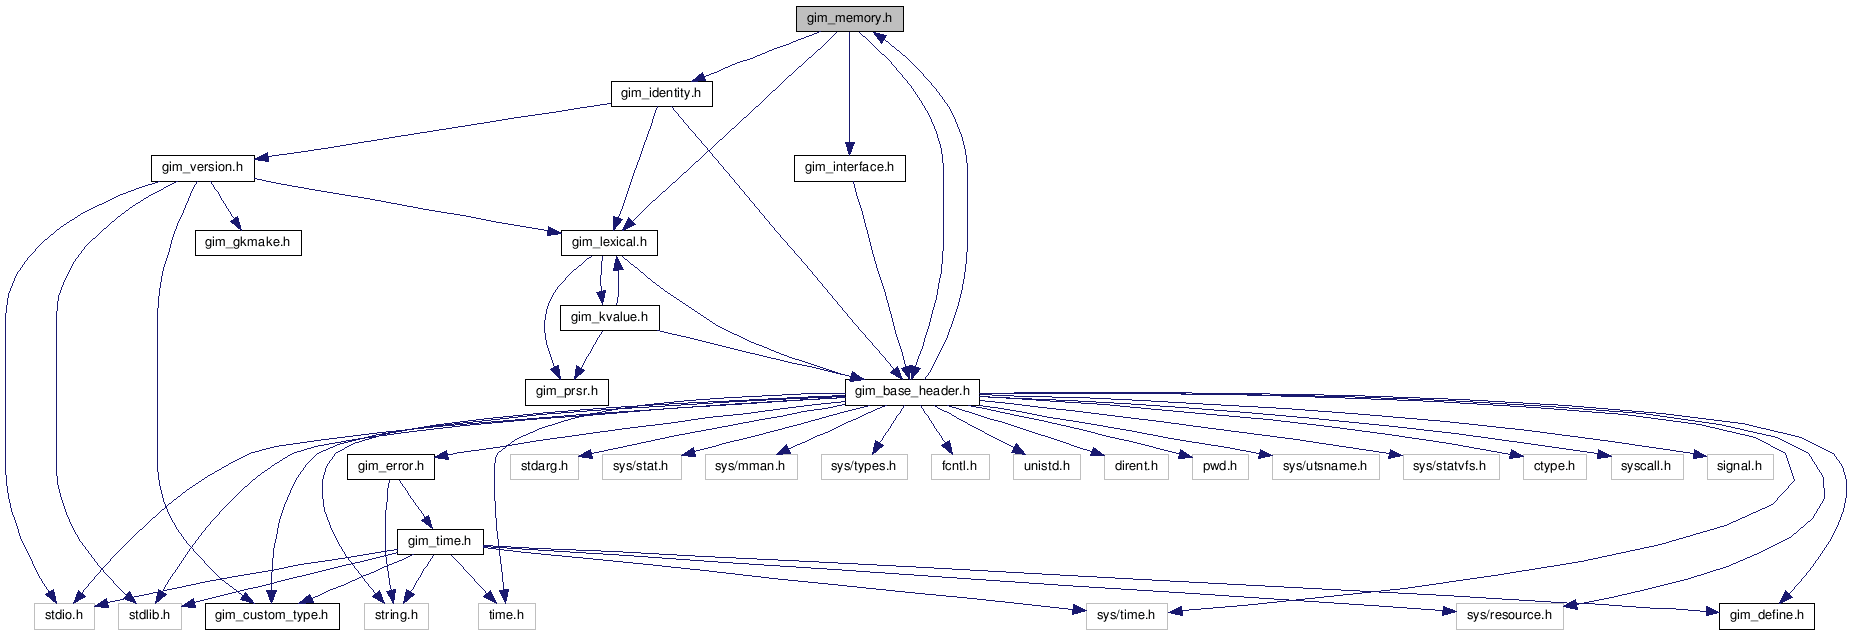 gim_memory.h
gim_identity.h
gim_version.h
gim_interface.h
gim_gkmake.h
gim_lexical.h
gim_kvalue.h
gim_prsr.h
gim_base_header.h
gim_error.h
stdarg.h
sys/stat.h
sys/mman.h
sys/types.h
fcntl.h
unistd.h
dirent.h
pwd.h
sys/utsname.h
sys/statvfs.h
ctype.h
syscall.h
signal.h
gim_time.h
stdio.h
stdlib.h
gim_custom_type.h
string.h
time.h
sys/time.h
sys/resource.h
gim_define.h